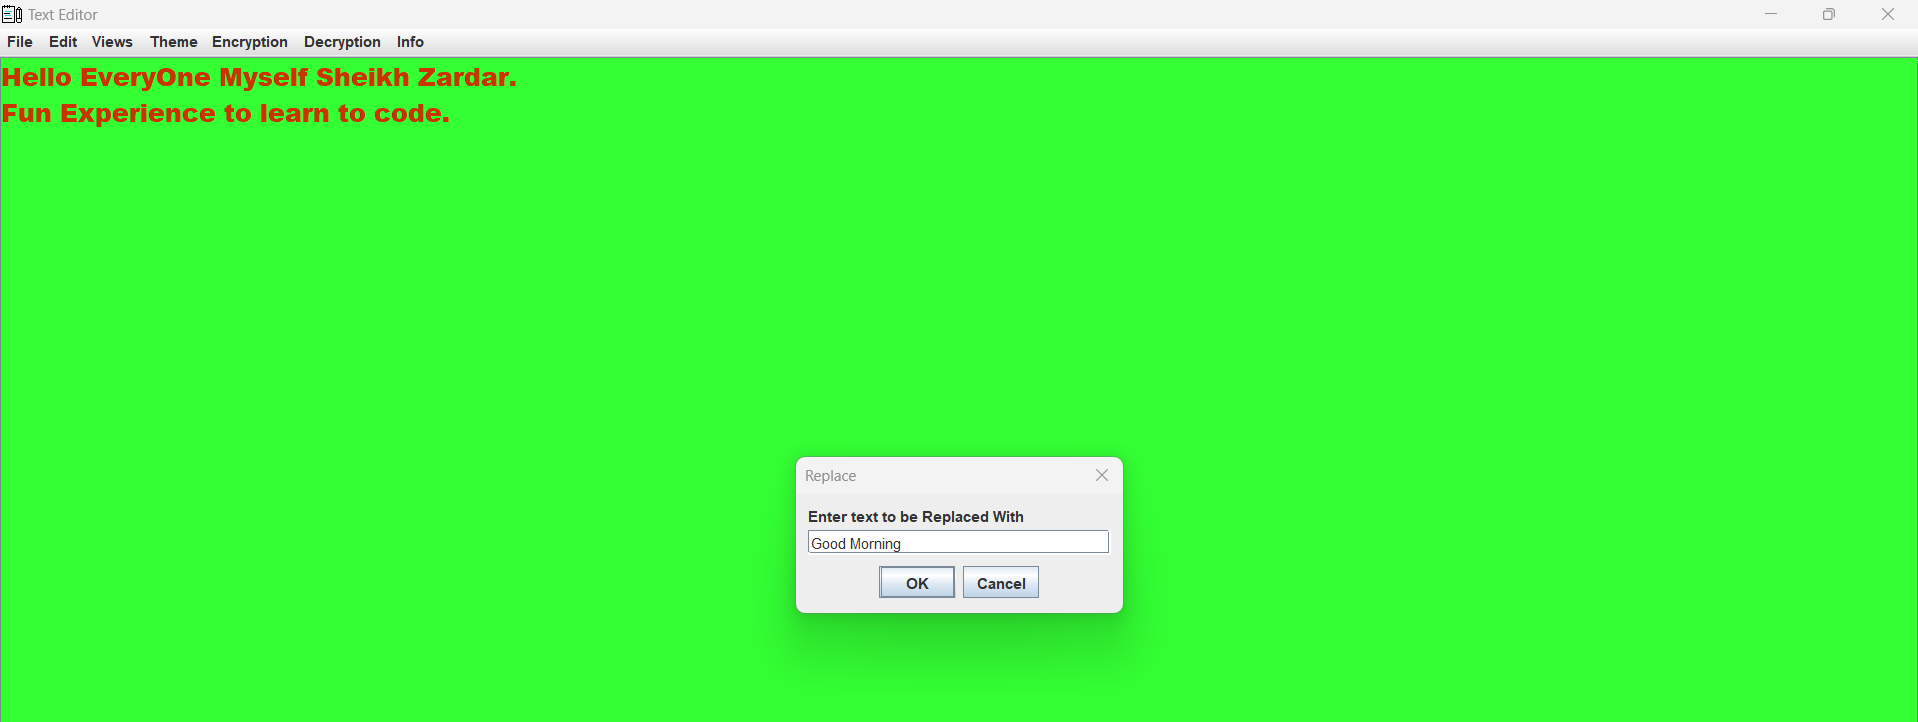 Text Editor
File Edit Views Theme Encryption Decryption Info
Hello EveryOne Myself Sheikh Zardar.
Fun Experience to learn to code.
Replace
Enter text to be Replaced With
Good Morning
OK Cancel